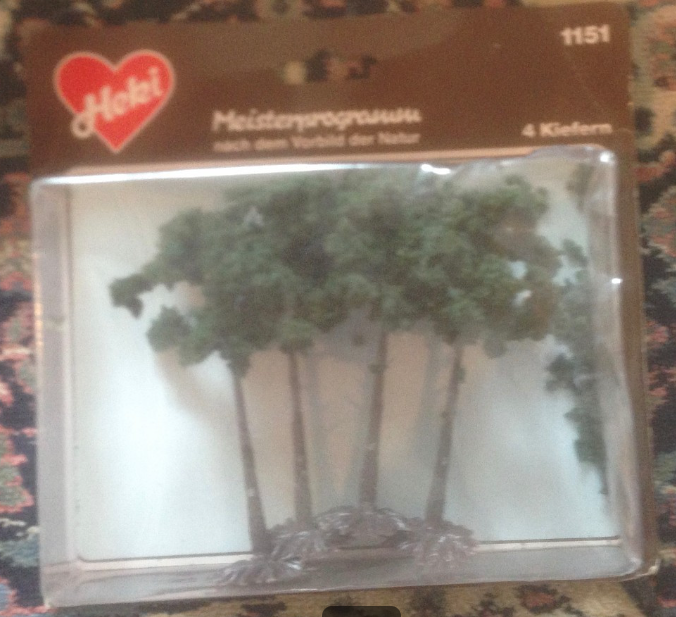 Heki
1151
Meisterprogramm
nach dem Vorbild der Natur
4 Kiefern